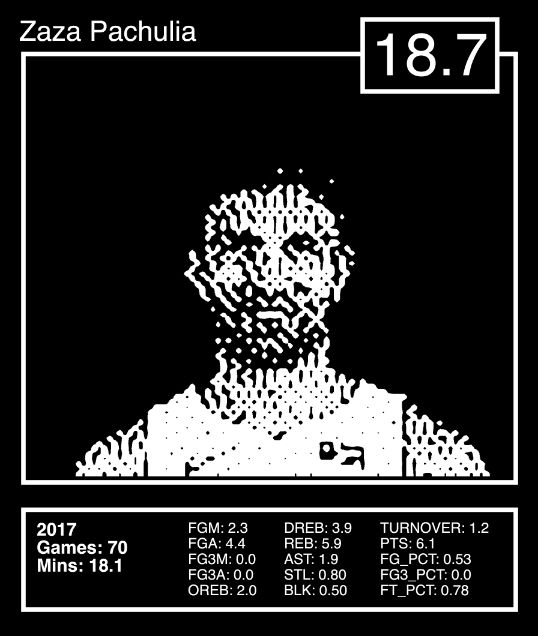 Zaza Pachulia
18.7
2017
Games: 70
Mins: 18.1
FGM: 2.3
FGA: 4.4
FG3M: 0.0
FG3A: 0.0
OREB: 2.0
DREB: 3.9
REB: 5.9
AST: 1.9
STL: 0.80
BLK: 0.50
TURNOVER: 1.2
PTS: 6.1
FG_PCT: 0.53
FG3_PCT: 0.0
FT_PCT: 0.78